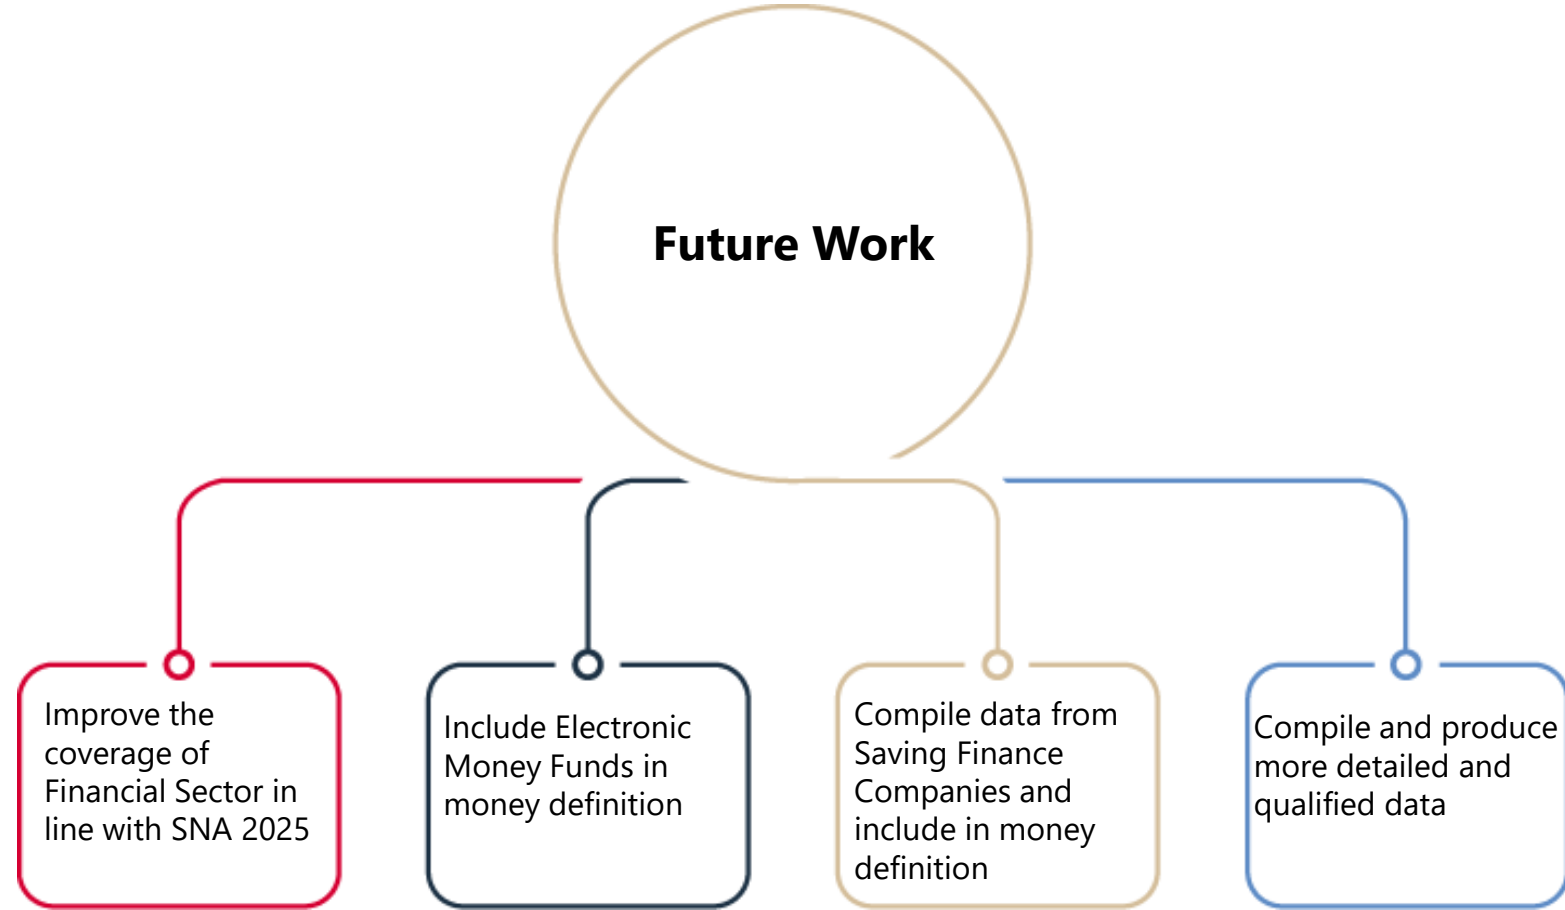 Future Work
Improve the
coverage of
Financial Sector in
line with SNA 2025
Include Electronic
Money Funds in
money definition
Compile data from
Saving Finance
Companies and
include in money
definition
Compile and produce
more detailed and
qualified data